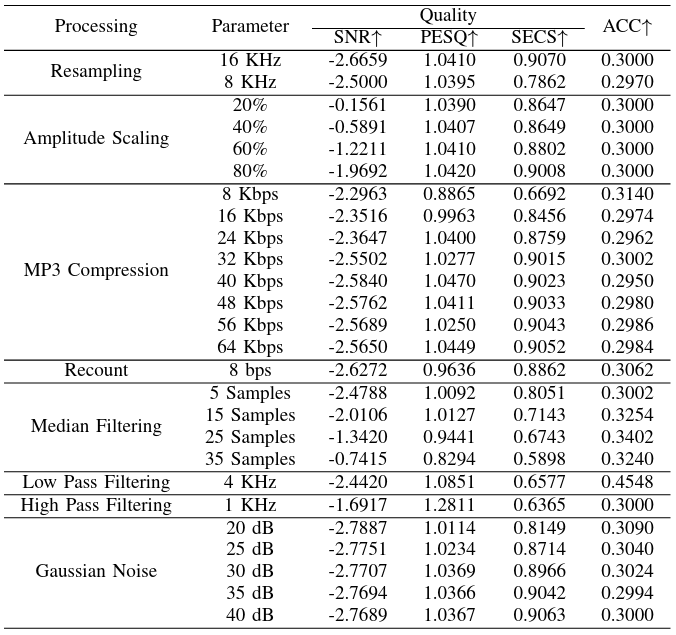 Processing Parameter Quality ACC↑
SNR↑ PESQ↑ SECS↑
Resampling 16 KHz -2.6659 1.0410 0.9070 0.3000
8 KHz -2.5000 1.0395 0.7862 0.2970
Amplitude Scaling 20% -0.1561 1.0390 0.8647 0.3000
40% -0.5891 1.0407 0.8649 0.3000
60% -1.2211 1.0410 0.8802 0.3000
80% -1.9692 1.0420 0.9008 0.3000
MP3 Compression 8 Kbps -2.2963 0.8865 0.6692 0.3140
16 Kbps -2.3516 0.9963 0.8456 0.2974
24 Kbps -2.3647 1.0400 0.8759 0.2962
32 Kbps -2.5502 1.0277 0.9015 0.3002
40 Kbps -2.5840 1.0470 0.9023 0.2950
48 Kbps -2.5762 1.0411 0.9033 0.2980
56 Kbps -2.5689 1.0250 0.9043 0.2986
64 Kbps -2.5650 1.0449 0.9052 0.2984
Recount 8 bps -2.6272 0.9636 0.8862 0.3062
Median Filtering 5 Samples -2.4788 1.0092 0.8051 0.3002
15 Samples -2.0106 1.0127 0.7143 0.3254
25 Samples -1.3420 0.9441 0.6743 0.3402
35 Samples -0.7415 0.8294 0.5898 0.3240
Low Pass Filtering 4 KHz -2.4420 1.0851 0.6577 0.4548
High Pass Filtering 1 KHz -1.6917 1.2811 0.6365 0.3000
Gaussian Noise 20 dB -2.7887 1.0114 0.8149 0.3090
25 dB -2.7751 1.0234 0.8714 0.3040
30 dB -2.7707 1.0369 0.8966 0.3024
35 dB -2.7694 1.0366 0.9042 0.2994
40 dB -2.7689 1.0367 0.9063 0.3000